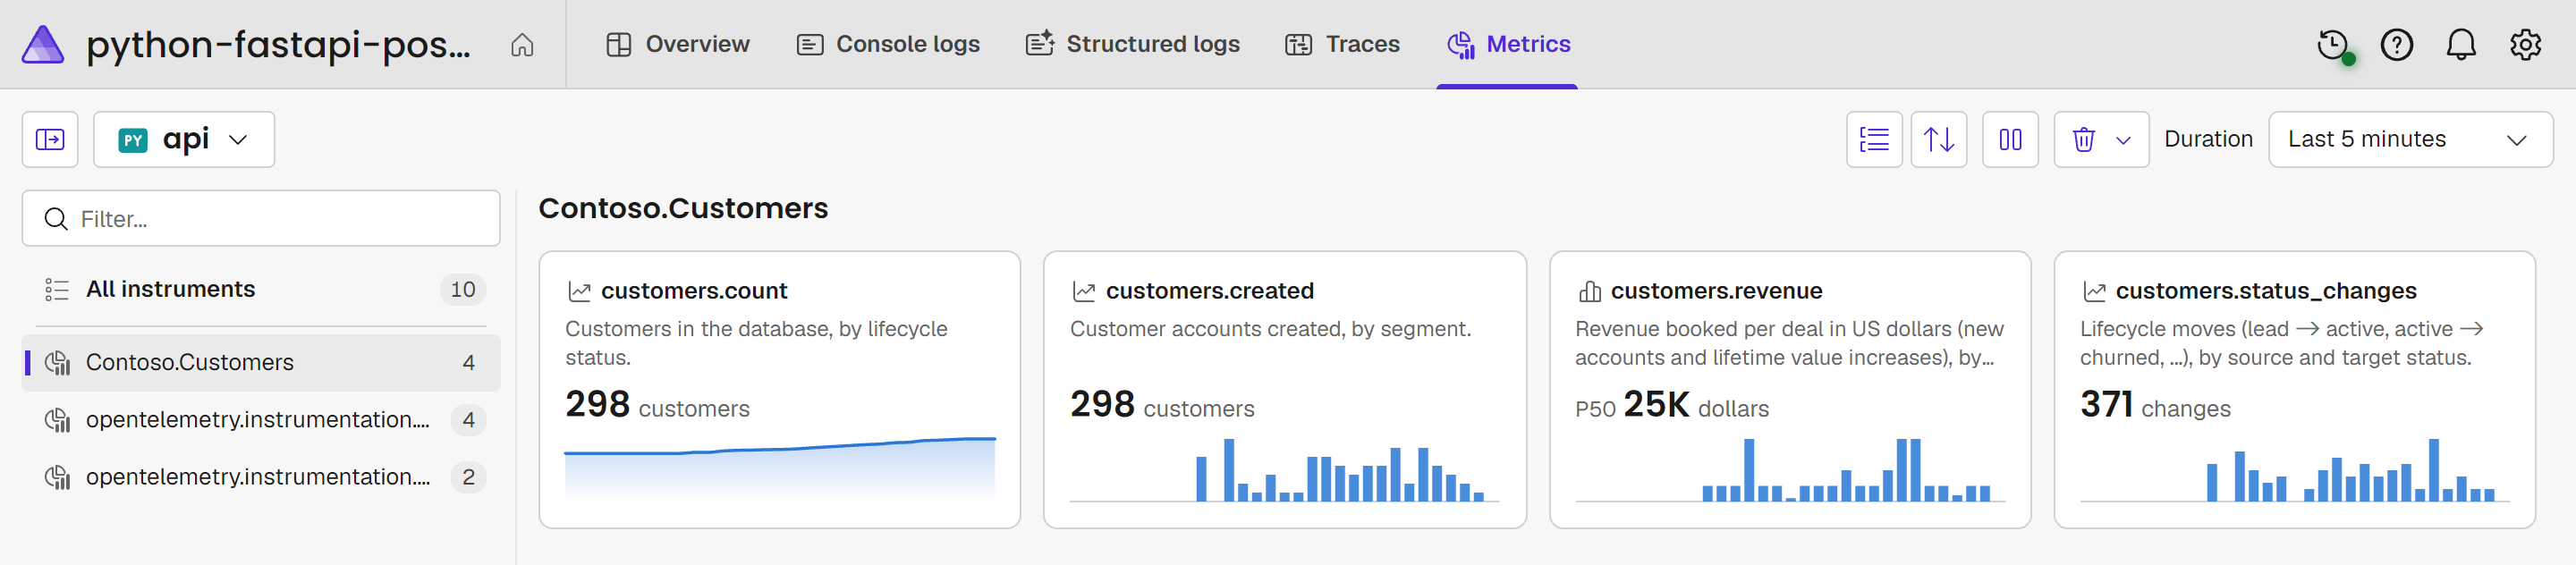 python-fastapi-pos...
Overview
Console logs
Structured logs
Traces
Metrics
PY api
Duration
Last 5 minutes
Filter...
All instruments 10
Contoso.Customers 4
opentelemetry.instrumentation.... 4
opentelemetry.instrumentation.... 2
Contoso.Customers
customers.count
Customers in the database, by lifecycle
status.
298 customers
customers.created
Customer accounts created, by segment.
298 customers
customers.revenue
Revenue booked per deal in US dollars (new
accounts and lifetime value increases), by...
P50 25K dollars
customers.status_changes
Lifecycle moves (lead → active, active →
churned, ...), by source and target status.
371 changes